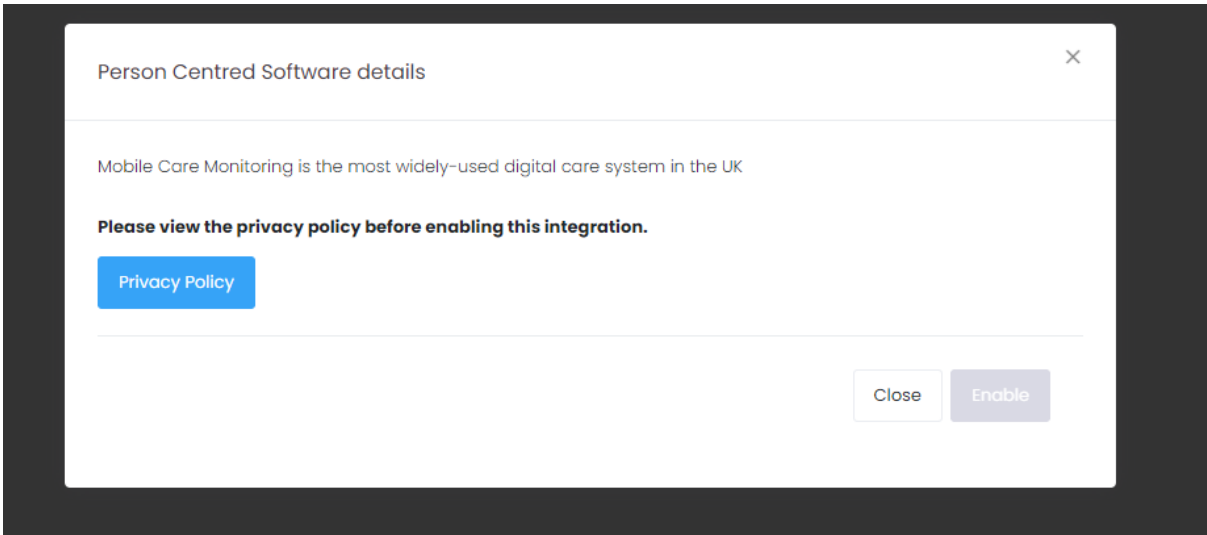 Person Centred Software details
Mobile Care Monitoring is the most widely-used digital care system in the UK
Please view the privacy policy before enabling this integration.
Privacy Policy
Close
Enable